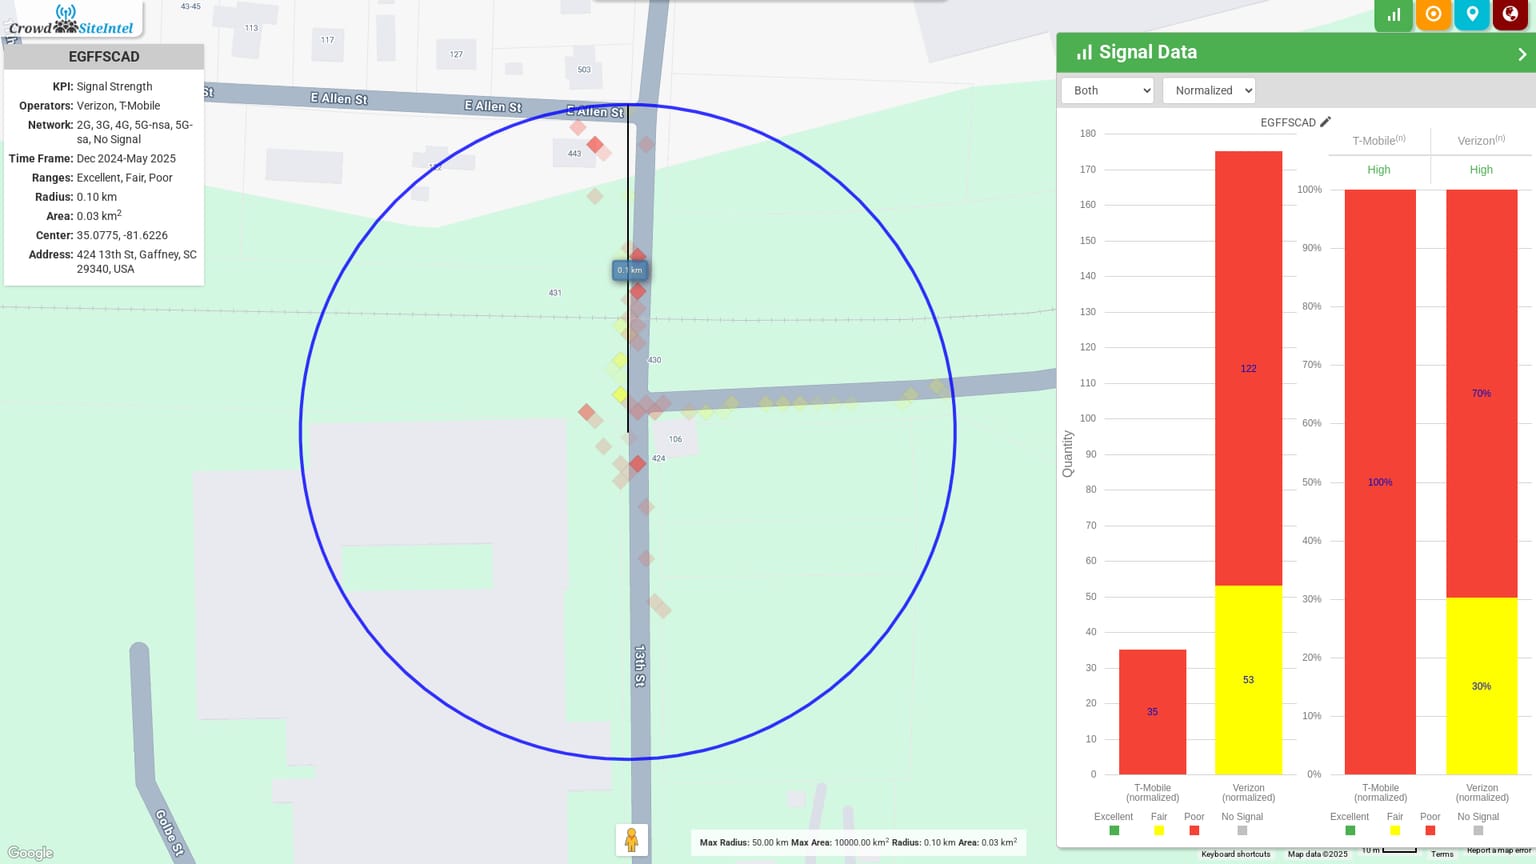 CrowdSiteIntel
EGFFSCAD
KPI: Signal Strength
Operators: Verizon, T-Mobile
Network: 2G, 3G, 4G, 5G-nsa, 5G-
sa, No Signal
Time Frame: Dec 2024-May 2025
Ranges: Excellent, Fair, Poor
Radius: 0.10 km
Area: 0.03 km2
Center: 35.0775, -81.6226
Address: 424 13th St, Gaffney, SC
29340, USA
43-45
113
117
127
503
St
E Allen St
E Allen St
E Allen St
443
0.1 km
431
430
106
424
13th St
Golbe St
Google
Max Radius: 50.00 km Max Area: 10000.00 km2 Radius: 0.10 km Area: 0.03 km2
Keyboard shortcuts
Map data ©2025
10 m
Terms
Report a map error
Signal Data
Both
Normalized
EGFFSCAD
T-Mobile(n)
Verizon(n)
High
High
Quantity
180
170
160
150
140
130
120
110
100
90
80
70
60
50
40
30
20
10
0
122
53
35
T-Mobile
(normalized)
Verizon
(normalized)
Excellent
Fair
Poor
No Signal
100%
90%
80%
70%
60%
50%
40%
30%
20%
10%
0%
100%
70%
30%
T-Mobile
(normalized)
Verizon
(normalized)
Excellent
Fair
Poor
No Signal